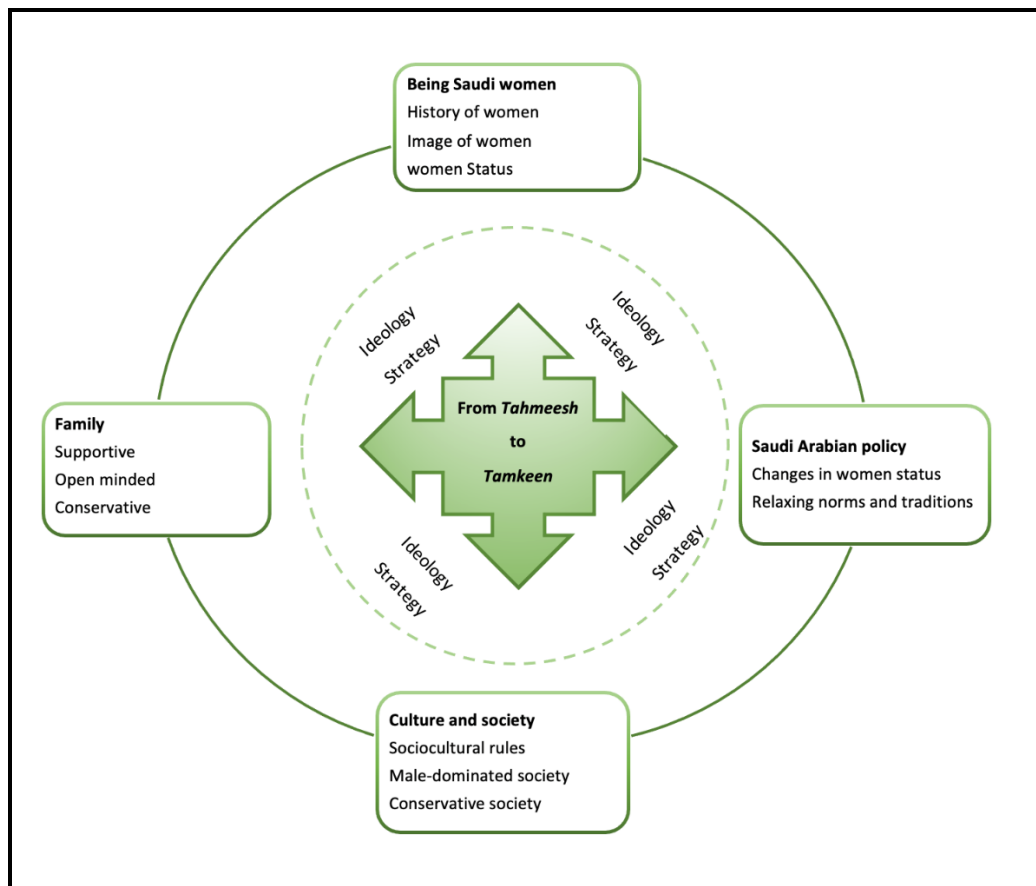 Being Saudi women
History of women
Image of women
women Status
Ideology
Strategy
Ideology
Strategy
From Tahmeesh
to
Tamkeen
Family
Supportive
Open minded
Conservative
Saudi Arabian policy
Changes in women status
Relaxing norms and traditions
Ideology
Strategy
Ideology
Strategy
Culture and society
Sociocultural rules
Male-dominated society
Conservative society